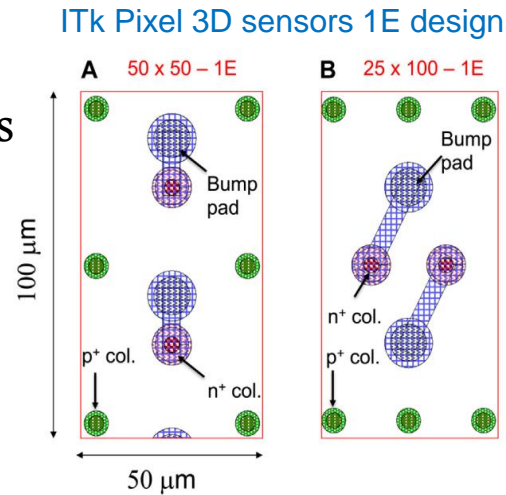 ITk Pixel 3D sensors 1E design
s
A 50 x 50 – 1E
B 25 x 100 – 1E
Bump
pad
Bump
pad
100 μm
n⁺ col.
p⁺ col.
n⁺ col.
p⁺ col.
50 μm